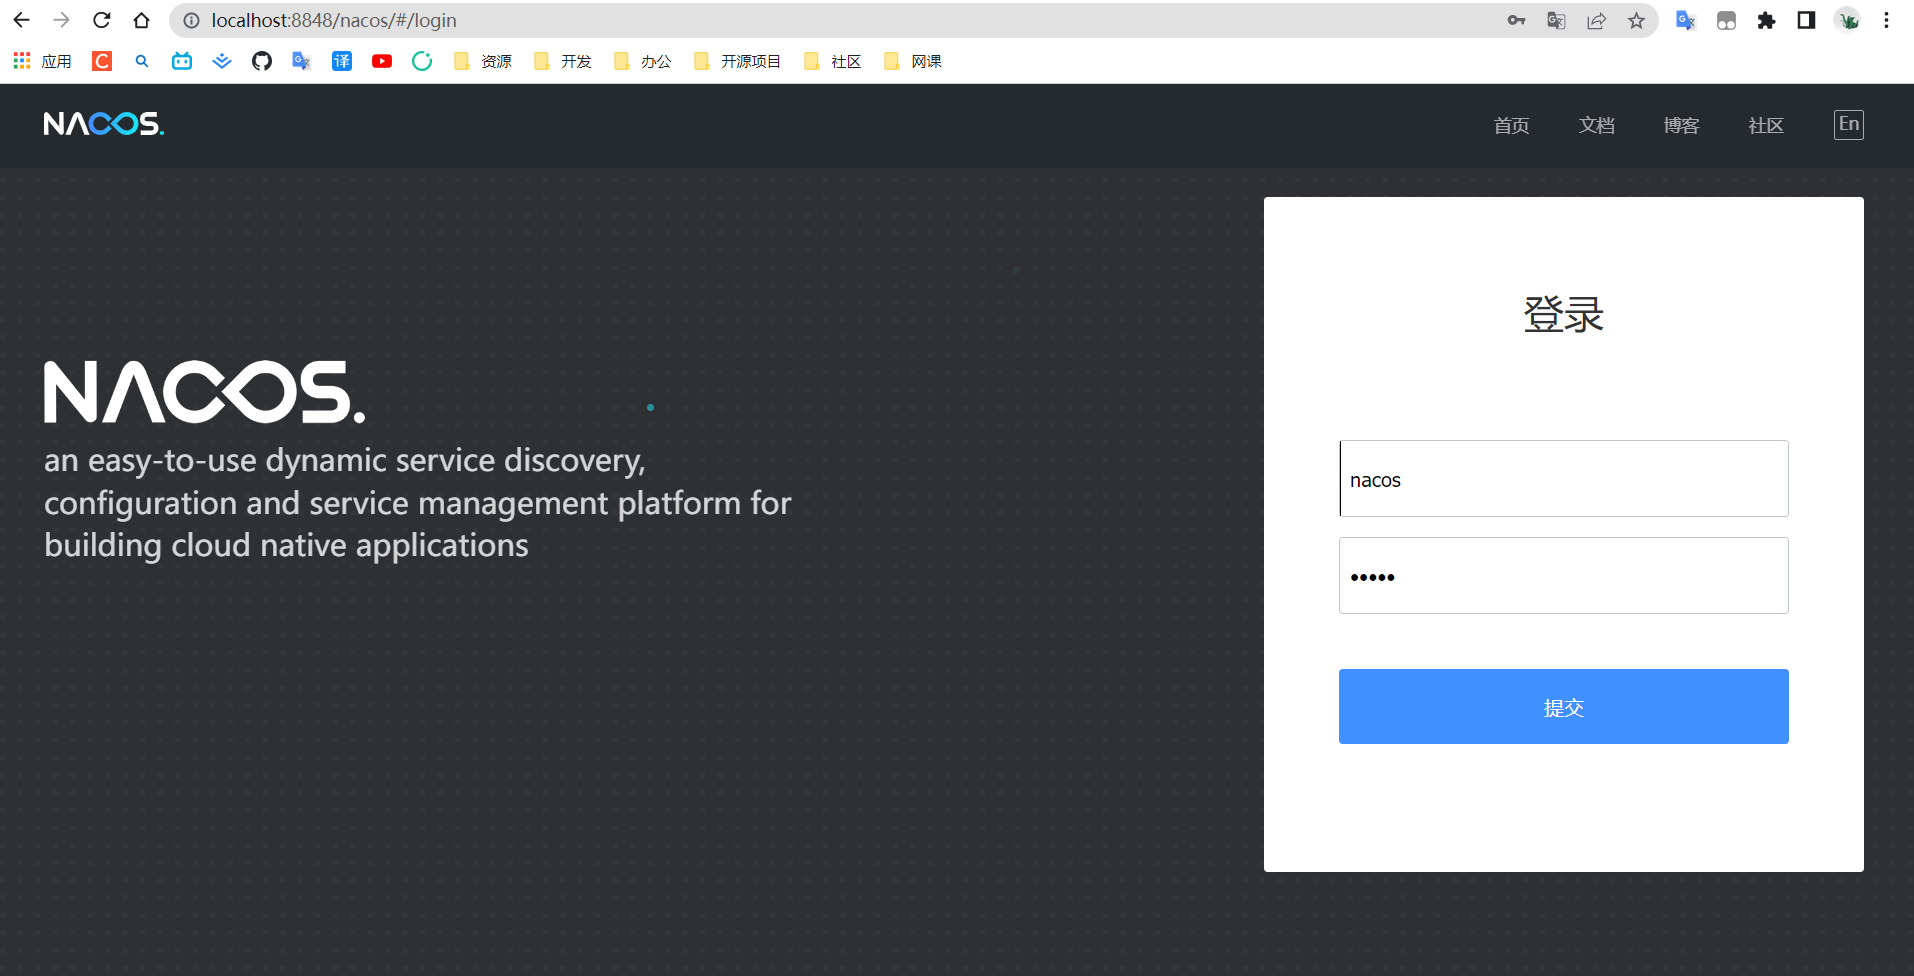 localhost:8848/nacos/#/login
应用 C 译 资源 开发 办公 开源项目 社区 网课
NACOS. 首页 文档 博客 社区 En
登录
NACOS.
an easy-to-use dynamic service discovery,
configuration and service management platform for
building cloud native applications
nacos
•••••
提交